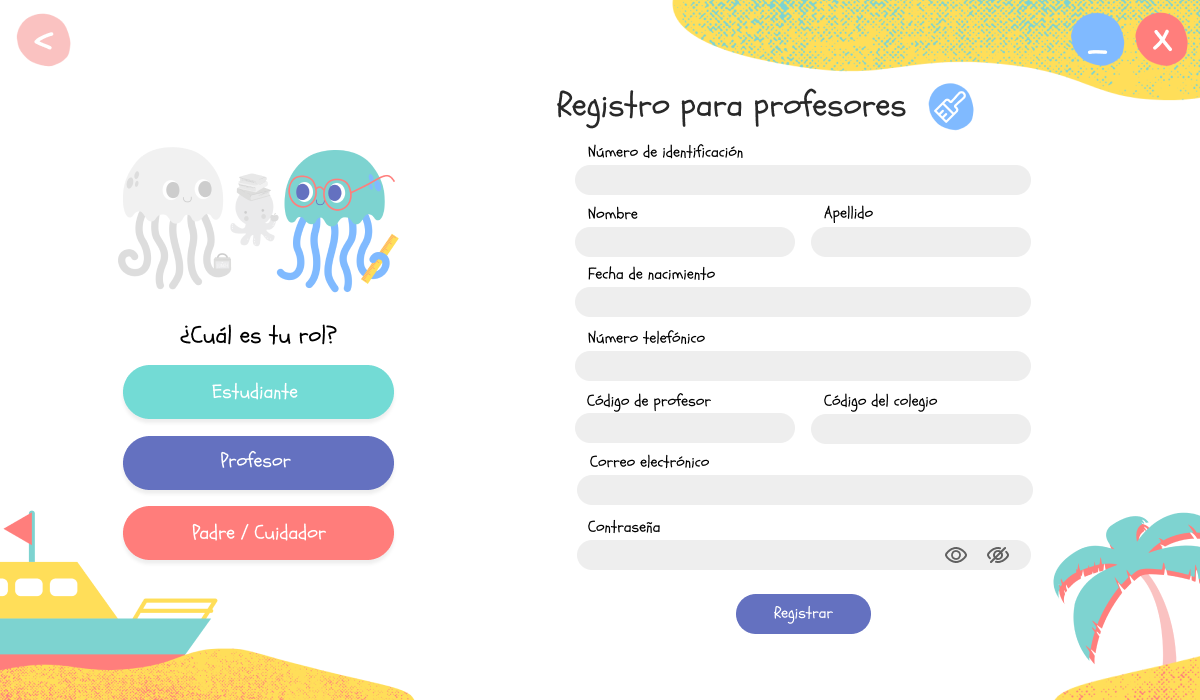 <
_
X
Registro para profesores
Número de identificación
Nombre
Apellido
Fecha de nacimiento
¿Cuál es tu rol?
Número telefónico
Estudiante
Código de profesor
Código del colegio
Profesor
Correo electrónico
Padre / Cuidador
Contraseña
Registrar